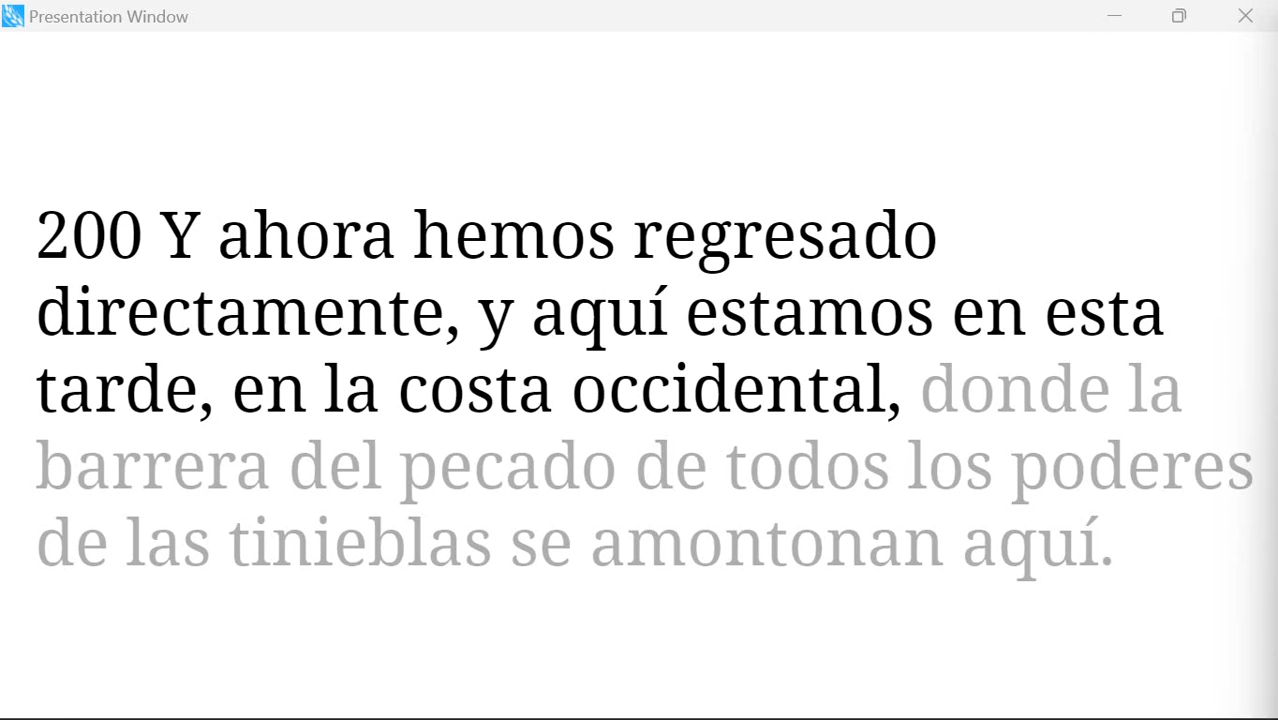 Presentation Window
200 Y ahora hemos regresado
directamente, y aquí estamos en esta
tarde, en la costa occidental, donde la
barrera del pecado de todos los poderes
de las tinieblas se amontonan aquí.